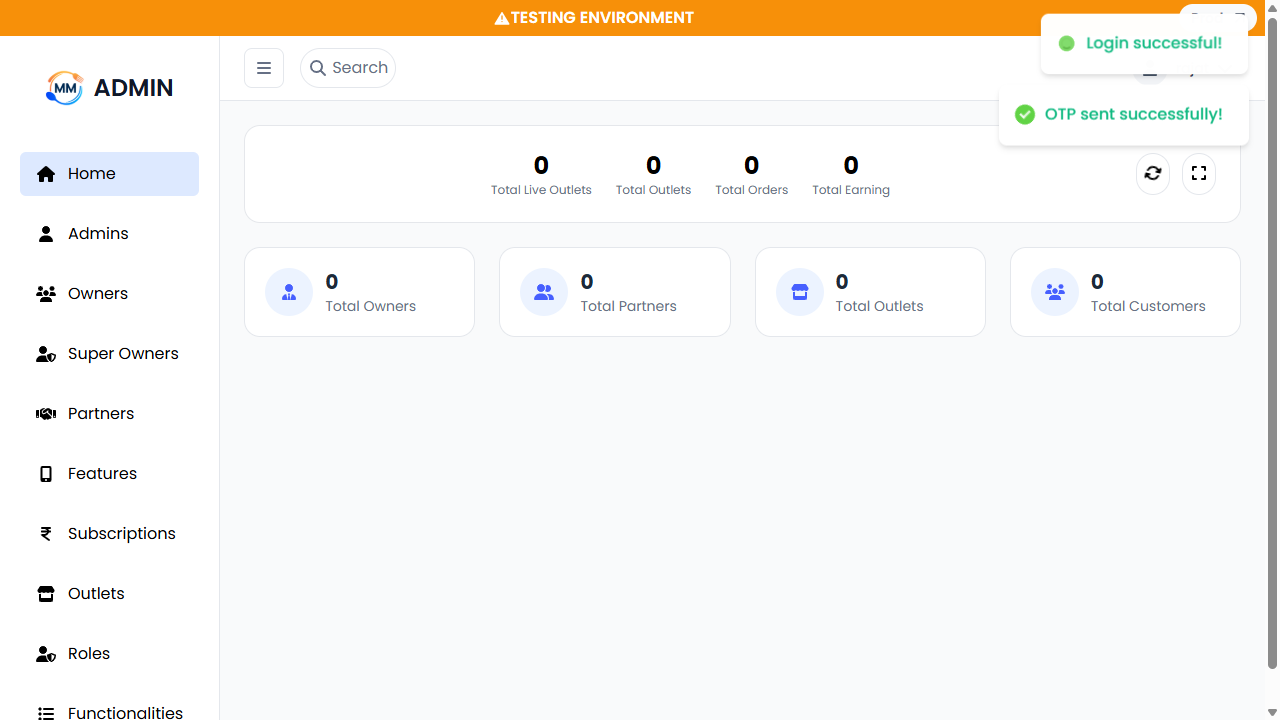 TESTING ENVIRONMENT
Login successful!
OTP sent successfully!
MM ADMIN
Search
Home
Admins
Owners
Super Owners
Partners
Features
Subscriptions
Outlets
Roles
Functionalities
0
Total Live Outlets
0
Total Outlets
0
Total Orders
0
Total Earning
0
Total Owners
0
Total Partners
0
Total Outlets
0
Total Customers